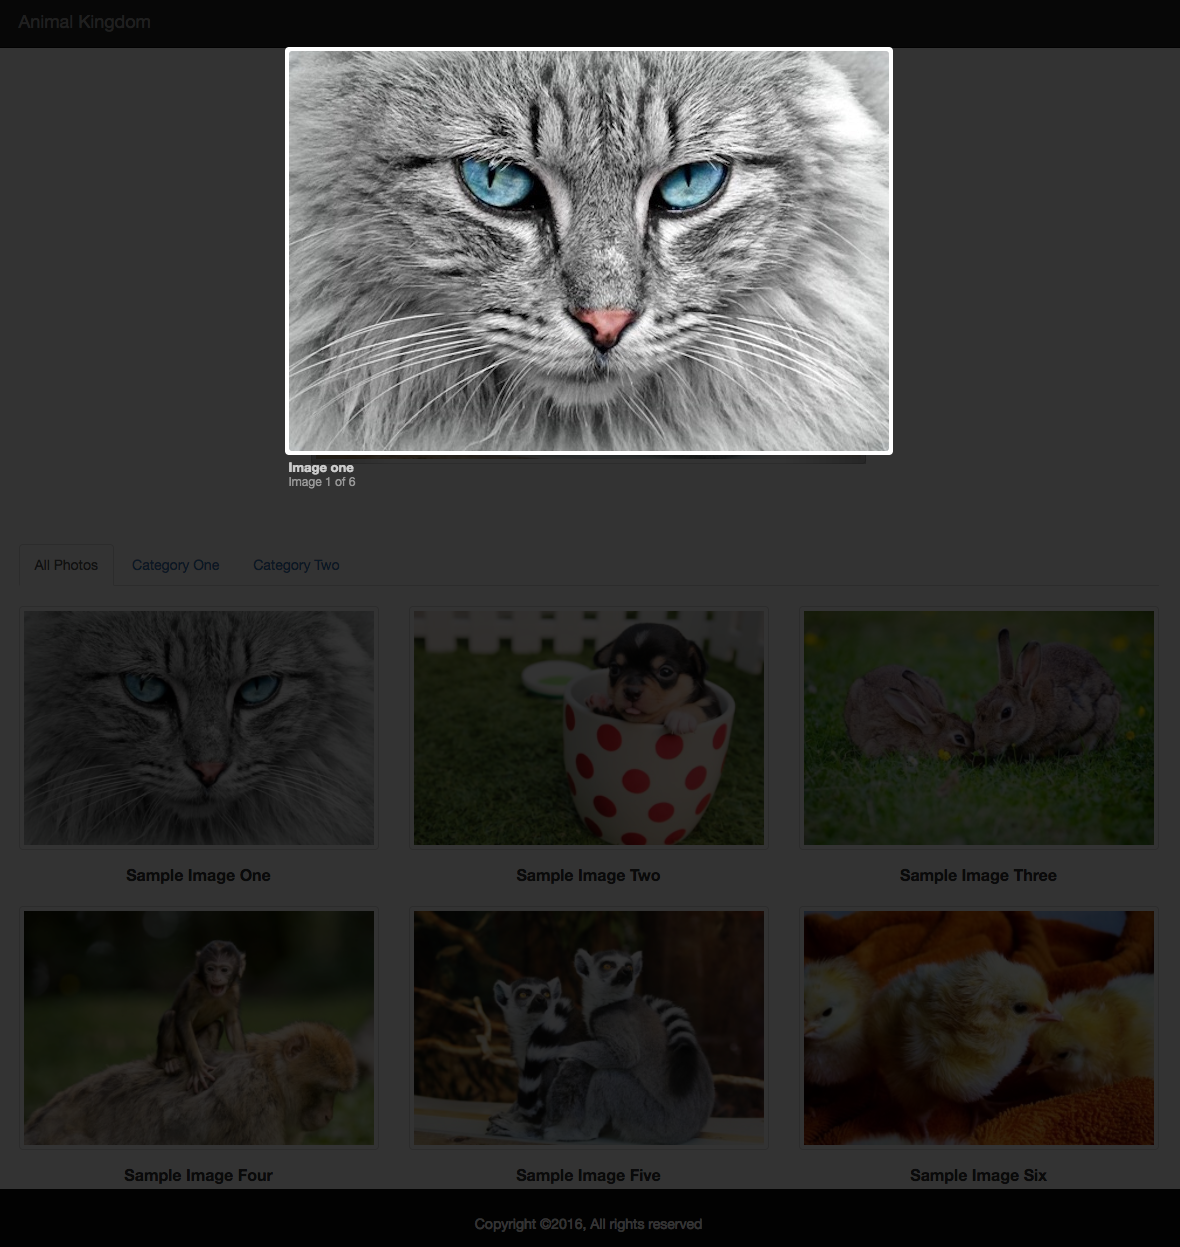 Animal Kingdom
Image one
Image 1 of 6
All Photos
Category One
Category Two
Sample Image One
Sample Image Two
Sample Image Three
Sample Image Four
Sample Image Five
Sample Image Six
Copyright ©2016, All rights reserved